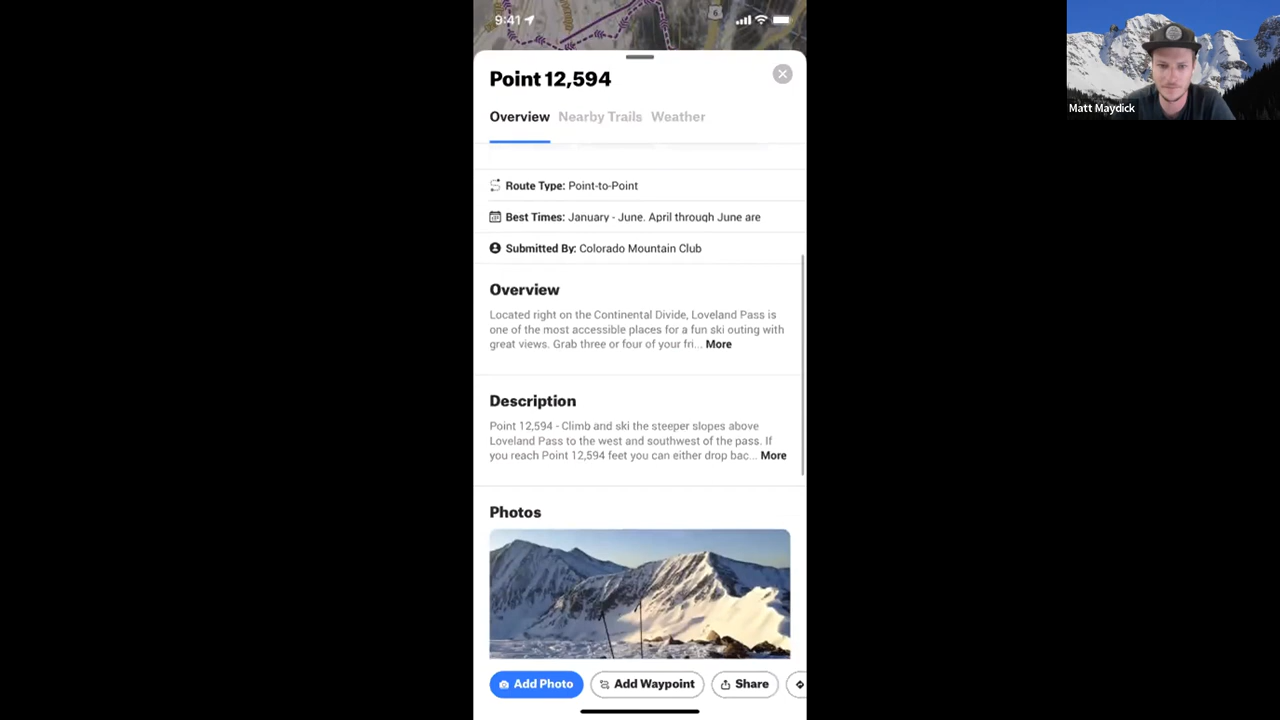 9:41
6
Point 12,594
Overview Nearby Trails Weather
Route Type: Point-to-Point
Best Times: January - June. April through June are
Submitted By: Colorado Mountain Club
Overview
Located right on the Continental Divide, Loveland Pass is
one of the most accessible places for a fun ski outing with
great views. Grab three or four of your fri... More
Description
Point 12,594 - Climb and ski the steeper slopes above
Loveland Pass to the west and southwest of the pass. If
you reach Point 12,594 feet you can either drop bac... More
Photos
Add Photo Add Waypoint Share
Matt Maydick